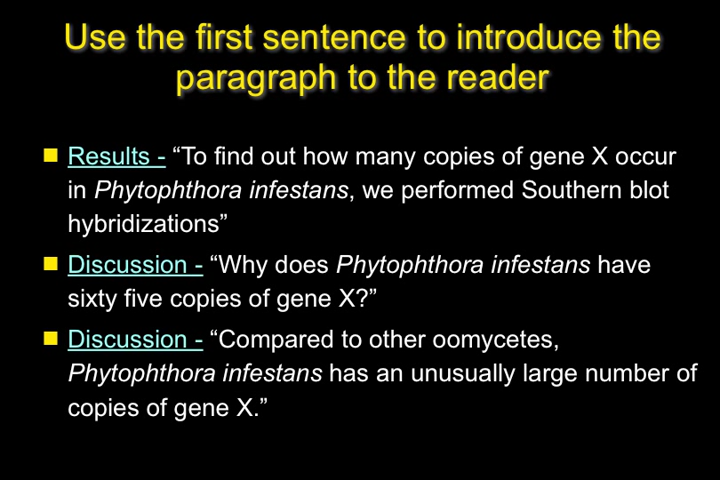 Use the first sentence to introduce the
paragraph to the reader
Results - “To find out how many copies of gene X occur
in Phytophthora infestans, we performed Southern blot
hybridizations”
Discussion - “Why does Phytophthora infestans have
sixty five copies of gene X?”
Discussion - “Compared to other oomycetes,
Phytophthora infestans has an unusually large number of
copies of gene X.”